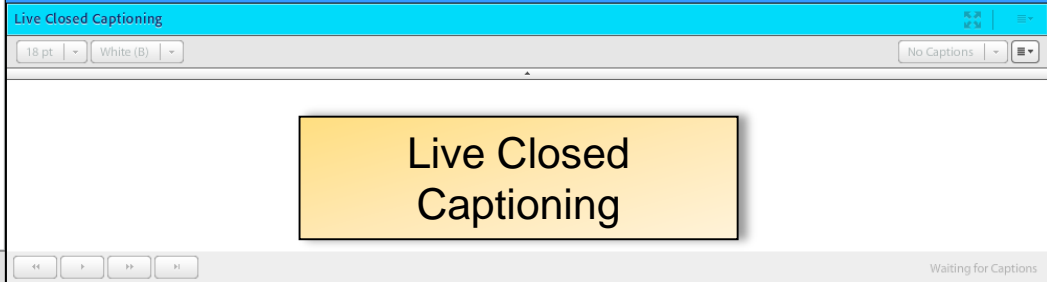 Live Closed Captioning
18 pt White (B) No Captions
Live Closed
Captioning
Waiting for Captions